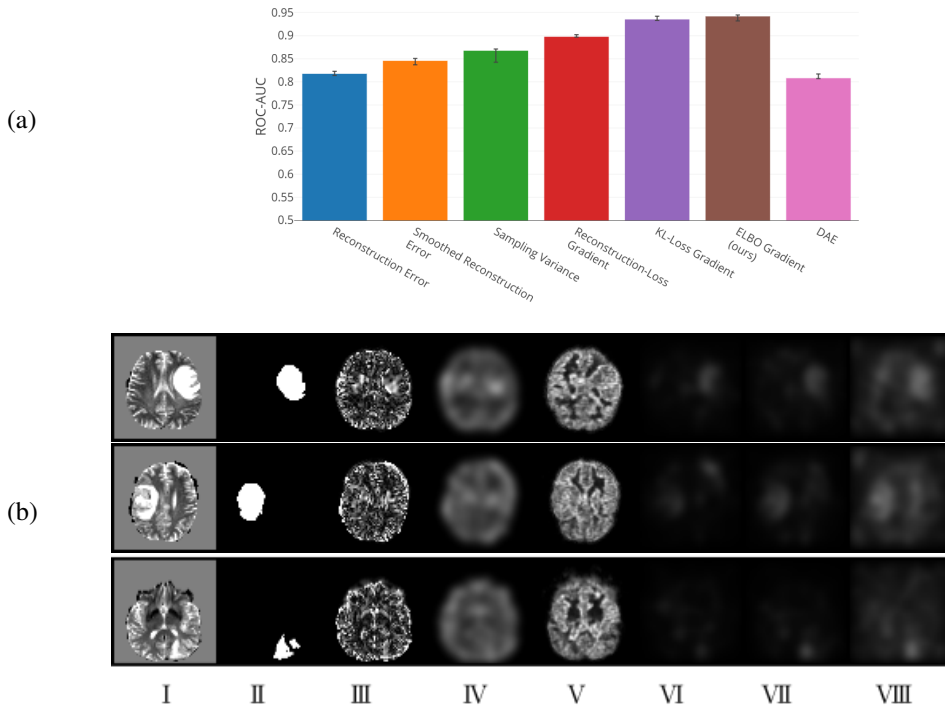 (a)
ROC-AUC
0.95
0.9
0.85
0.8
0.75
0.7
0.65
0.6
0.55
0.5
Reconstruction Error
Smoothed Reconstruction
Error
Sampling Variance
Reconstruction-Loss
Gradient
KL-Loss Gradient
ELBO Gradient
(ours)
DAE
(b)
I II III IV V VI VII VIII